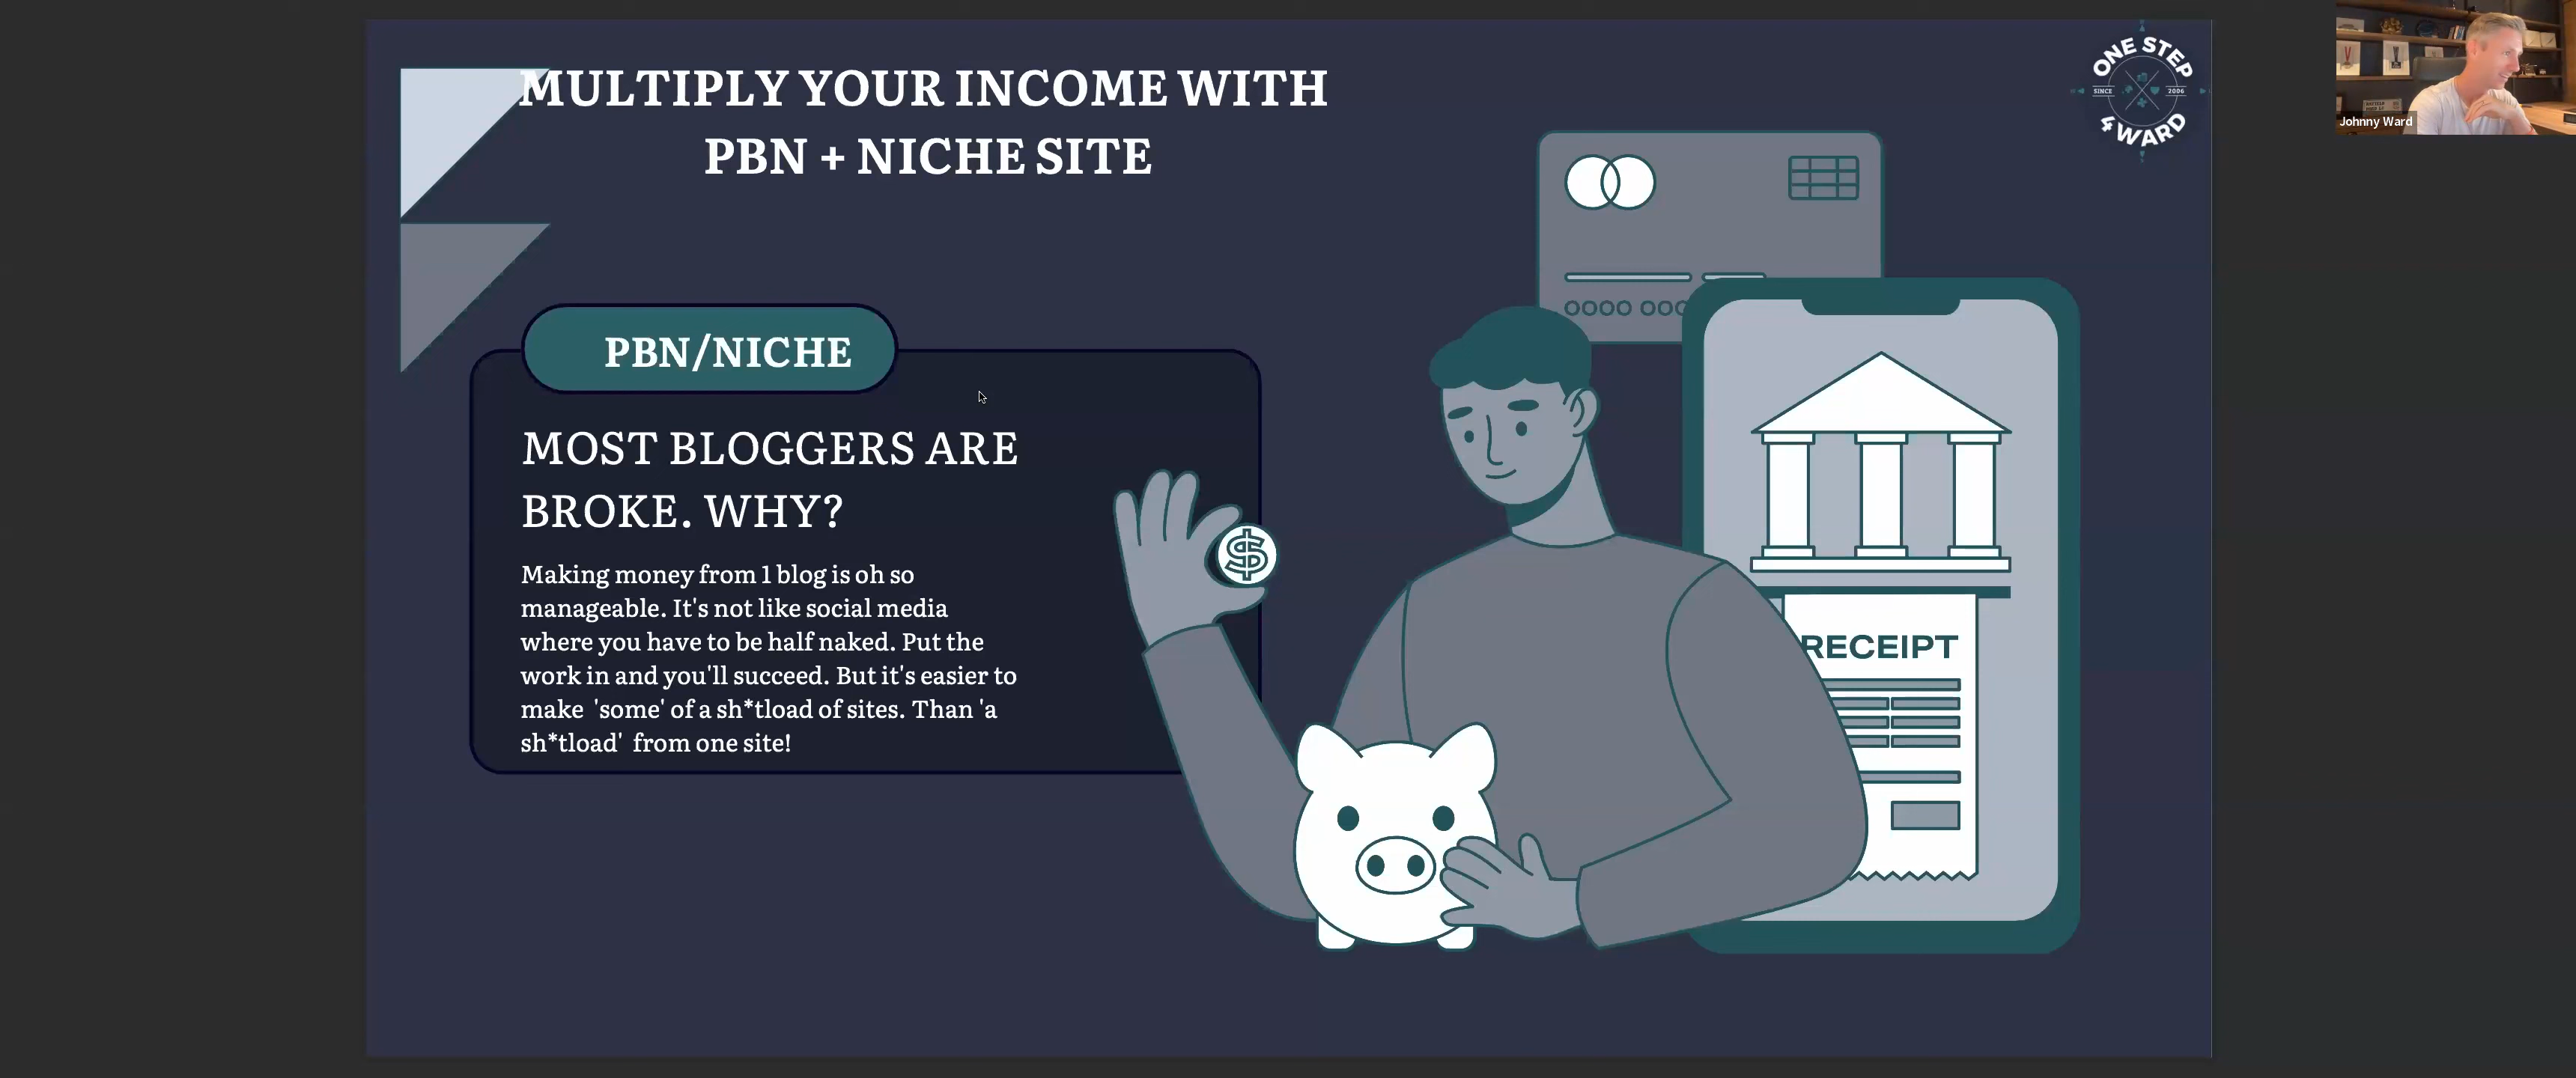 MULTIPLY YOUR INCOME WITH
PBN + NICHE SITE
ONE STEP
SINCE
2006
4WARD
Johnny Ward
PBN/NICHE
MOST BLOGGERS ARE
BROKE. WHY?
Making money from 1 blog is oh so
manageable. It's not like social media
where you have to be half naked. Put the
work in and you'll succeed. But it's easier to
make 'some' of a sh*tload of sites. Than 'a
sh*tload' from one site!
$
RECEIPT